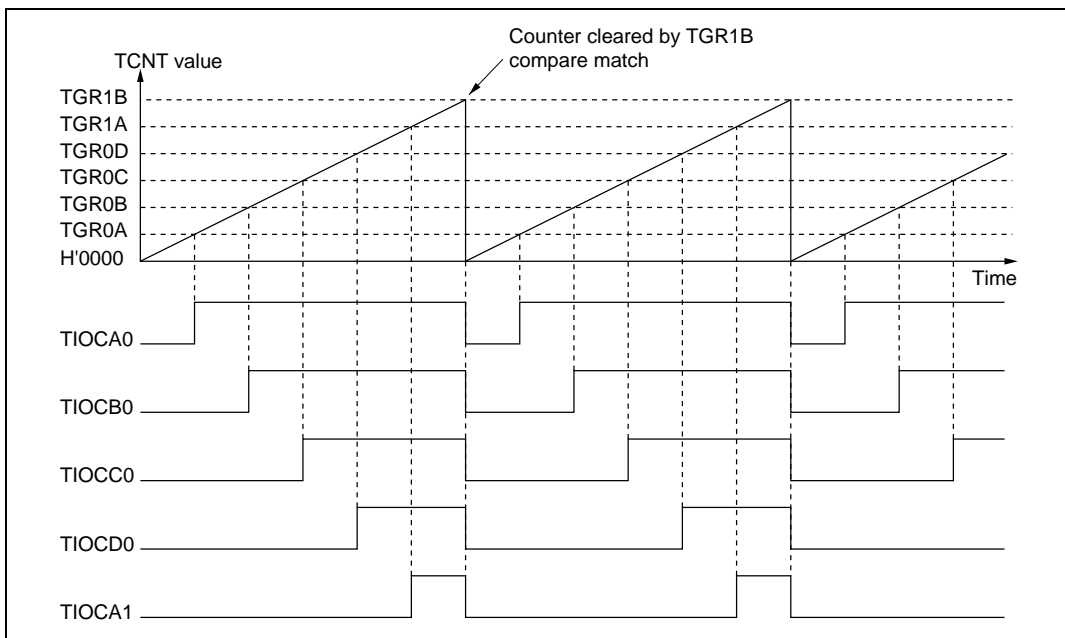 Counter cleared by TGR1B
compare match
TCNT value
TGR1B
TGR1A
TGR0D
TGR0C
TGR0B
TGR0A
H'0000
Time
TIOCA0
TIOCB0
TIOCC0
TIOCD0
TIOCA1